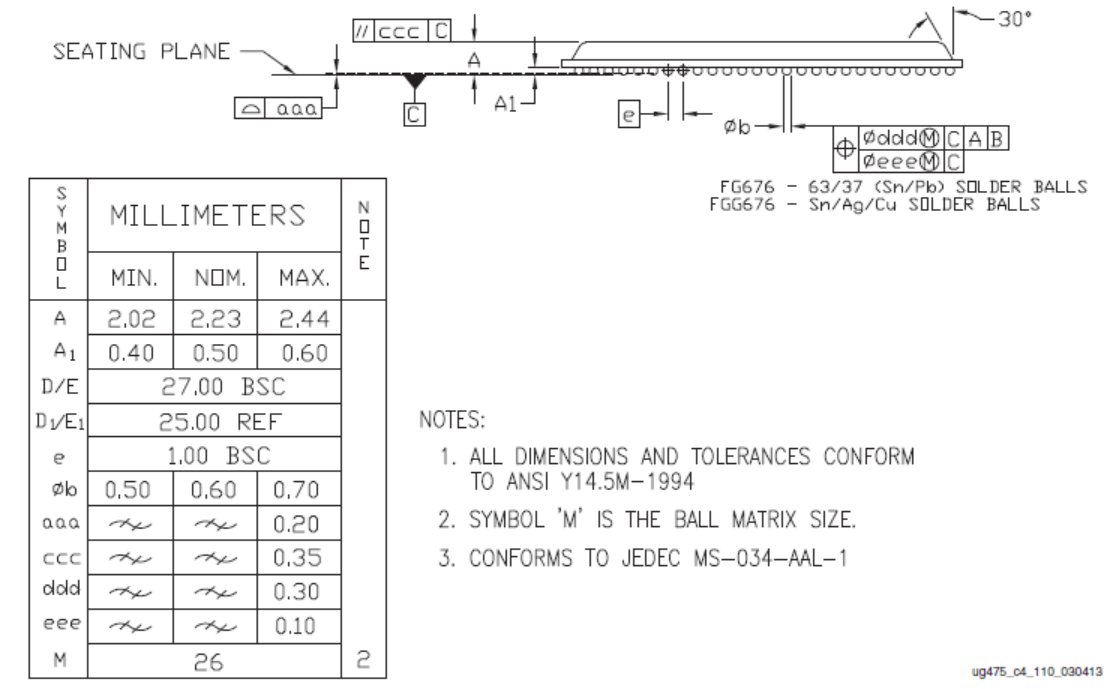 // ccc C
30°
SEATING PLANE
A
⌓ aaa
C
A1
e
Øb
⌖ Øddd Ⓜ C A B
Øeee Ⓜ C
FG676 - 63/37 (Sn/Pb) SOLDER BALLS
FGG676 - Sn/Ag/Cu SOLDER BALLS
SYMBOL MILLIMETERS NOTE
MIN. NOM. MAX.
A 2.02 2.23 2.44
A1 0.40 0.50 0.60
D/E 27.00 BSC
D1/E1 25.00 REF
e 1.00 BSC
Øb 0.50 0.60 0.70
aaa 0.20
ccc 0.35
ddd 0.30
eee 0.10
M 26 2
NOTES:
1. ALL DIMENSIONS AND TOLERANCES CONFORM
TO ANSI Y14.5M-1994
2. SYMBOL 'M' IS THE BALL MATRIX SIZE.
3. CONFORMS TO JEDEC MS-034-AAL-1
ug475_c4_110_030413